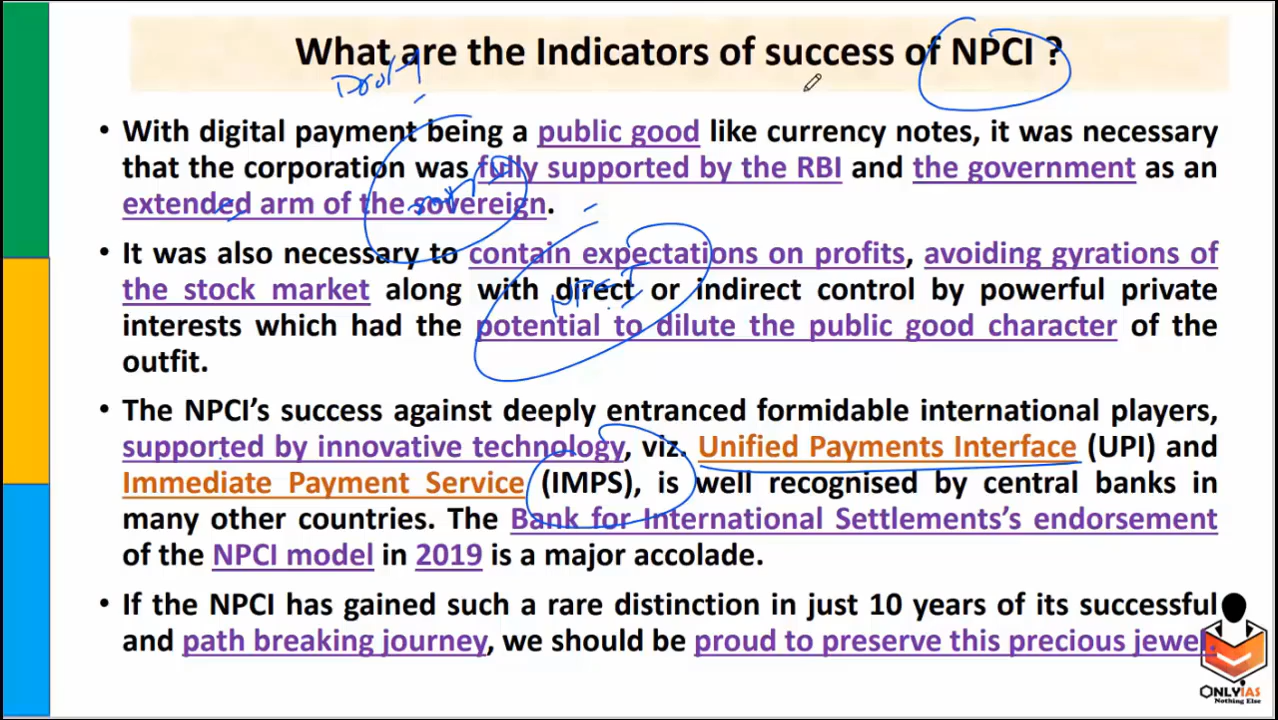 What are the Indicators of success of NPCI ?
• With digital payment being a public good like currency notes, it was necessary
that the corporation was fully supported by the RBI and the government as an
extended arm of the sovereign.
• It was also necessary to contain expectations on profits, avoiding gyrations of
the stock market along with direct or indirect control by powerful private
interests which had the potential to dilute the public good character of the
outfit.
• The NPCI’s success against deeply entranced formidable international players,
supported by innovative technology, viz. Unified Payments Interface (UPI) and
Immediate Payment Service (IMPS), is well recognised by central banks in
many other countries. The Bank for International Settlements’s endorsement
of the NPCI model in 2019 is a major accolade.
• If the NPCI has gained such a rare distinction in just 10 years of its successful
and path breaking journey, we should be proud to preserve this precious jewel.
NPCI
ONLYIAS
Nothing Else